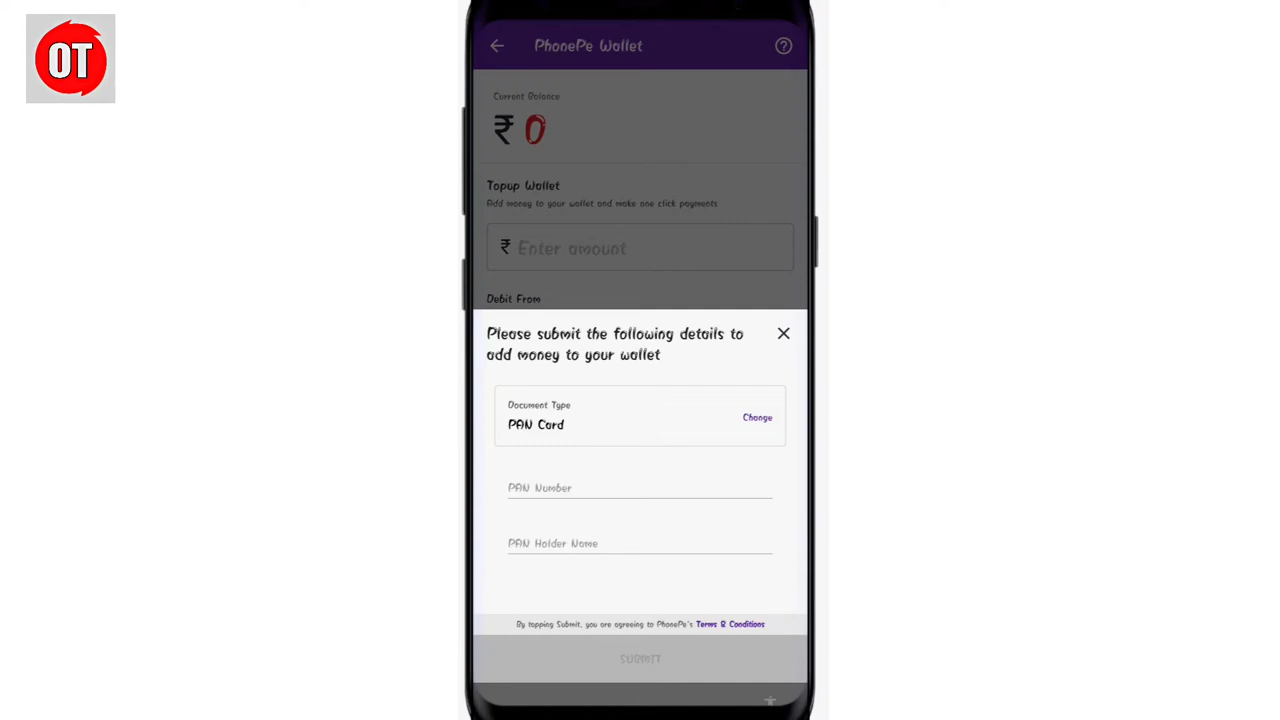 OT
PhonePe Wallet
Current Balance
₹ 0
Topup Wallet
Add money to your wallet and make one click payments
₹ Enter amount
Debit From
Please submit the following details to
add money to your wallet
Document Type
PAN Card
Change
PAN Number
PAN Holder Name
By tapping Submit, you are agreeing to PhonePe's Terms & Conditions
SUBMIT